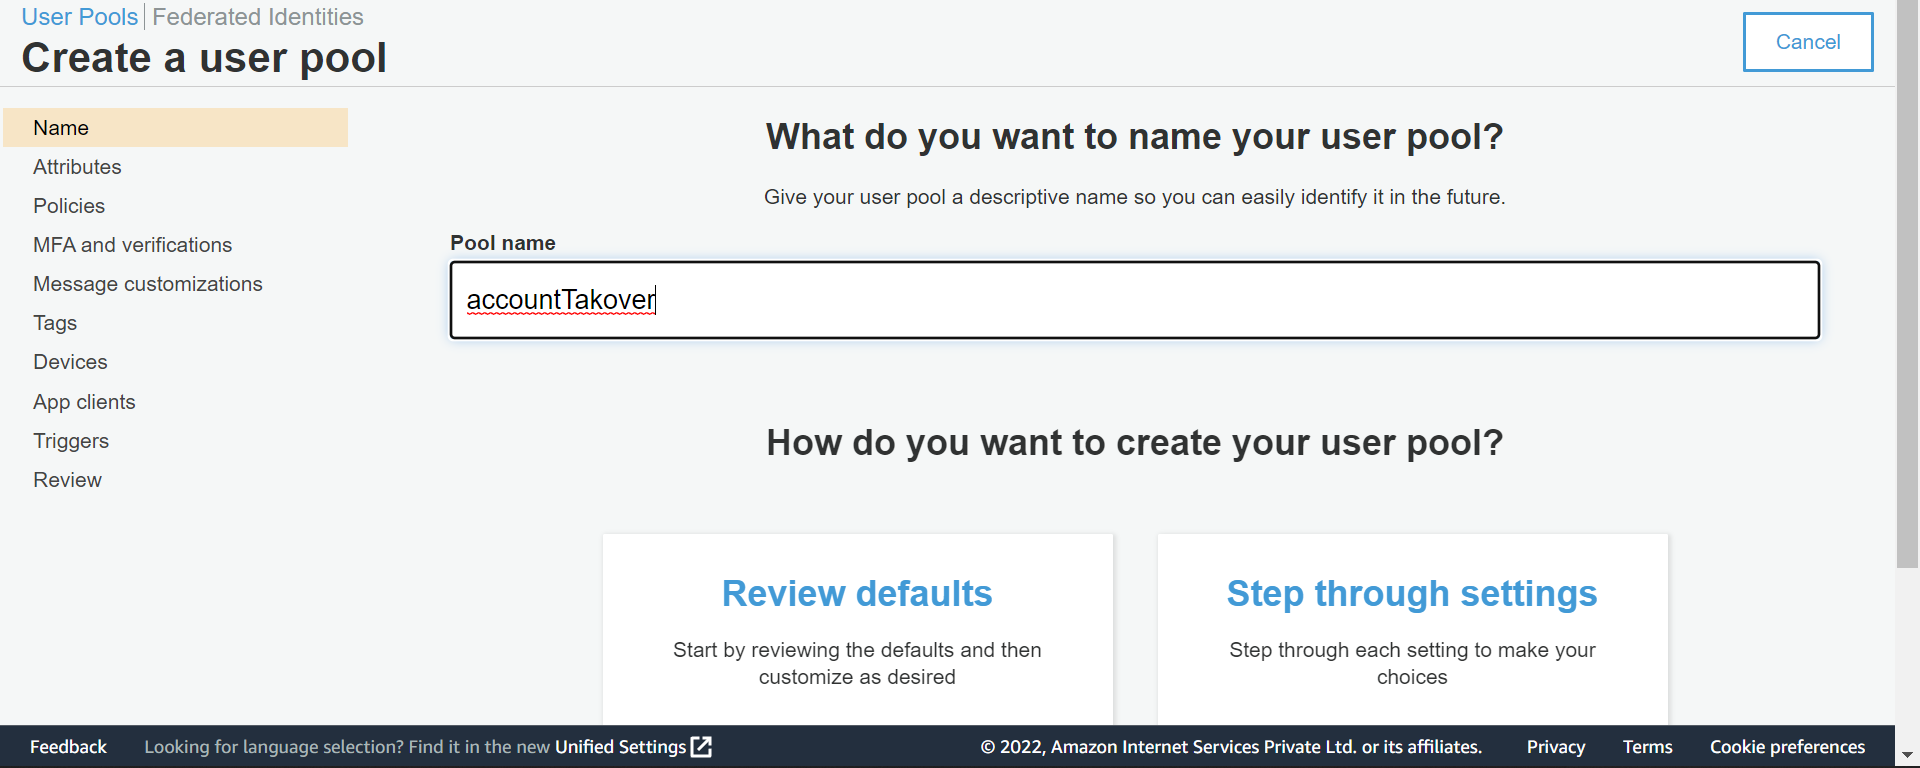 User Pools Federated Identities
Create a user pool
Cancel
Name
Attributes
Policies
MFA and verifications
Message customizations
Tags
Devices
App clients
Triggers
Review
What do you want to name your user pool?
Give your user pool a descriptive name so you can easily identify it in the future.
Pool name
accountTakover
How do you want to create your user pool?
Review defaults
Start by reviewing the defaults and then
customize as desired
Step through settings
Step through each setting to make your
choices
Feedback Looking for language selection? Find it in the new Unified Settings © 2022, Amazon Internet Services Private Ltd. or its affiliates. Privacy Terms Cookie preferences